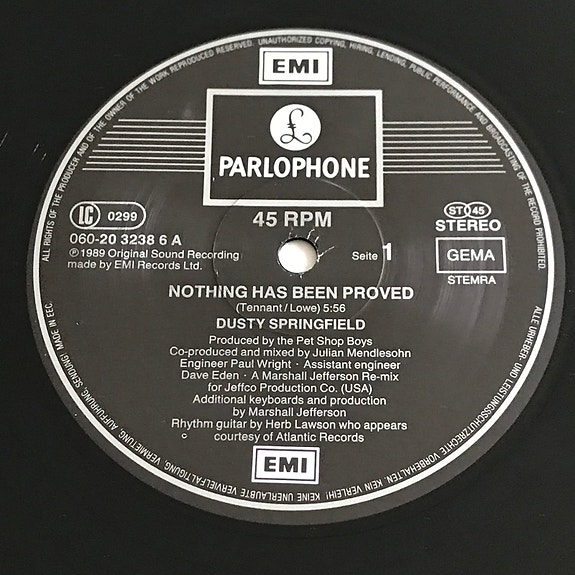 ALL RIGHTS OF THE PRODUCER AND OF THE OWNER OF THE WORK REPRODUCED RESERVED. UNAUTHORIZED COPYING, HIRING, LENDING, PUBLIC PERFORMANCE AND BROADCASTING OF THE RECORD PROHIBITED.
EMI
£
PARLOPHONE
45 RPM
LC 0299
060-20 3238 6 A
℗ 1989 Original Sound Recording
made by EMI Records Ltd.
Seite 1
ST 45
STEREO
GEMA
STEMRA
NOTHING HAS BEEN PROVED
(Tennant/Lowe) 5:56
DUSTY SPRINGFIELD
Produced by the Pet Shop Boys
Co-produced and mixed by Julian Mendlesohn
Engineer Paul Wright · Assistant engineer
Dave Eden · A Marshall Jefferson Re-mix
for Jeffco Production Co. (USA)
Additional keyboards and production
by Marshall Jefferson
Rhythm guitar by Herb Lawson who appears
courtesy of Atlantic Records
EMI
ALLE URHEBER- UND LEISTUNGSSCHUTZRECHTE VORBEHALTEN. KEIN VERLEIH! KEINE UNERLAUBTE VERVIELFÄLTIGUNG, VERMIETUNG, AUFFÜHRUNG, SENDUNG! MADE IN EEC.